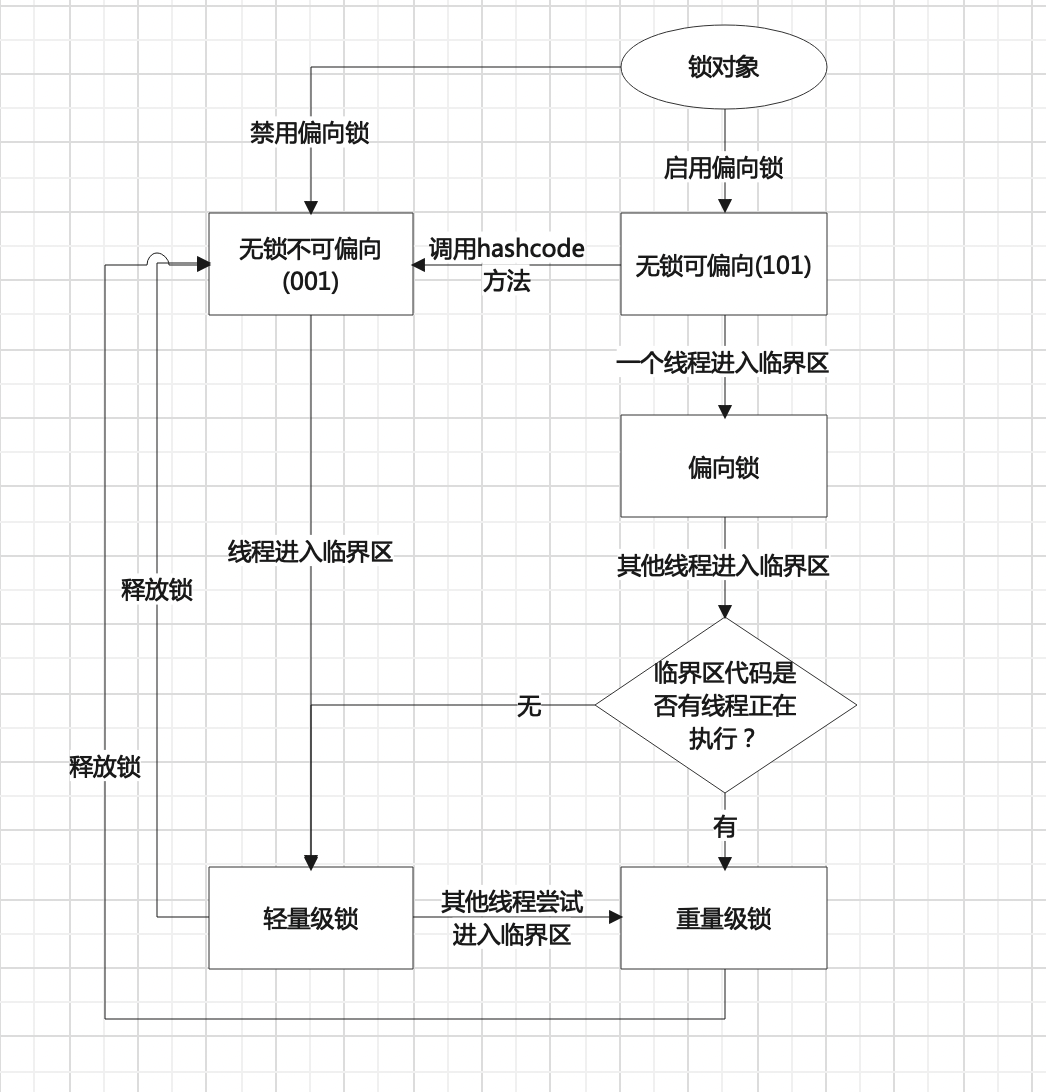 锁对象
禁用偏向锁
启用偏向锁
无锁不可偏向
(001)
调用hashcode
方法
无锁可偏向(101)
一个线程进入临界区
偏向锁
线程进入临界区
其他线程进入临界区
释放锁
临界区代码是
否有线程正在
执行？
无
释放锁
有
轻量级锁
其他线程尝试
进入临界区
重量级锁